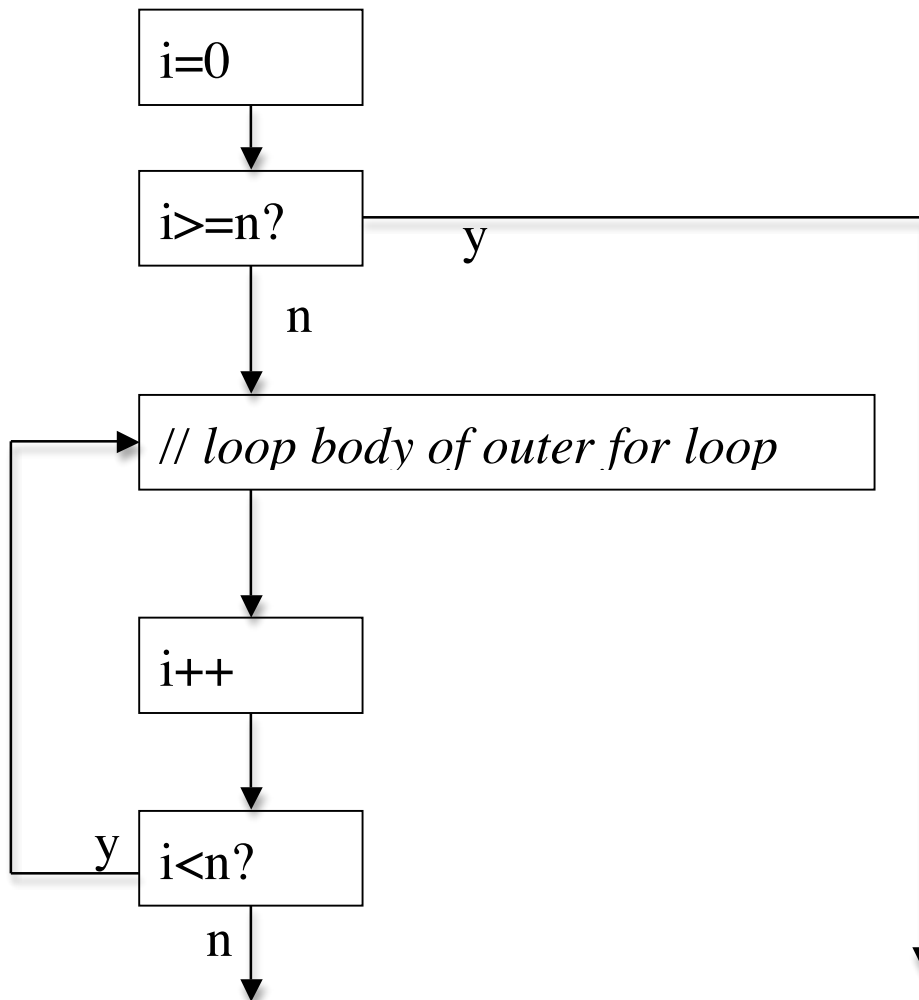 i=0
i>=n?
y
n
// loop body of outer for loop
i++
y
i<n?
n